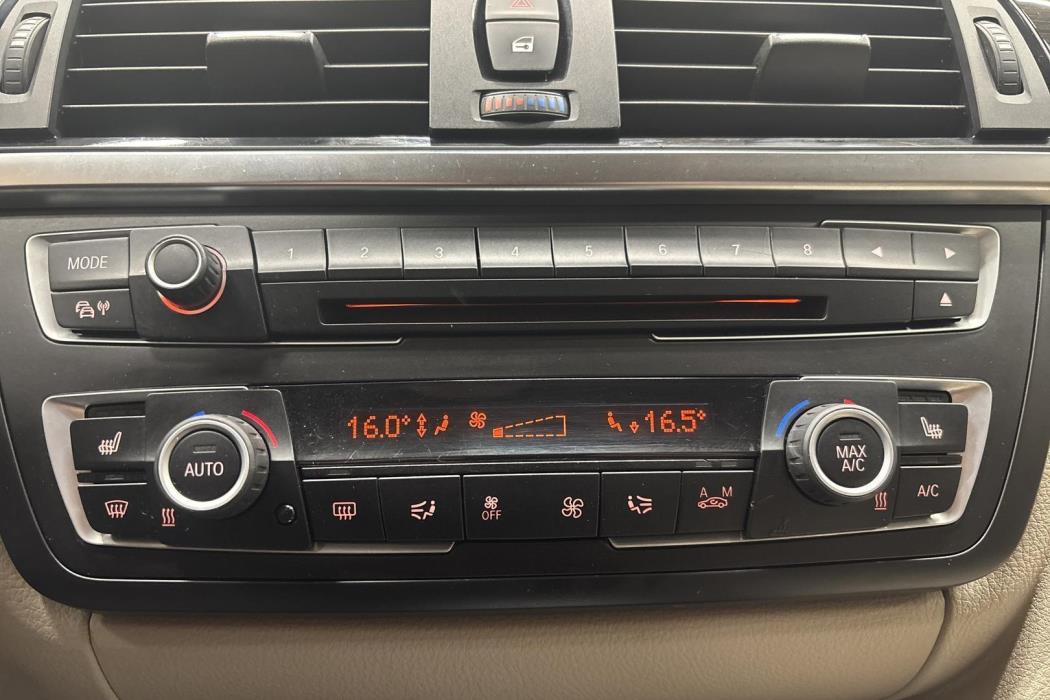 1 2 3 4 5 6 7 8
MODE
16.0° 16.5°
AUTO
MAX
A/C
A/C
OFF
A M